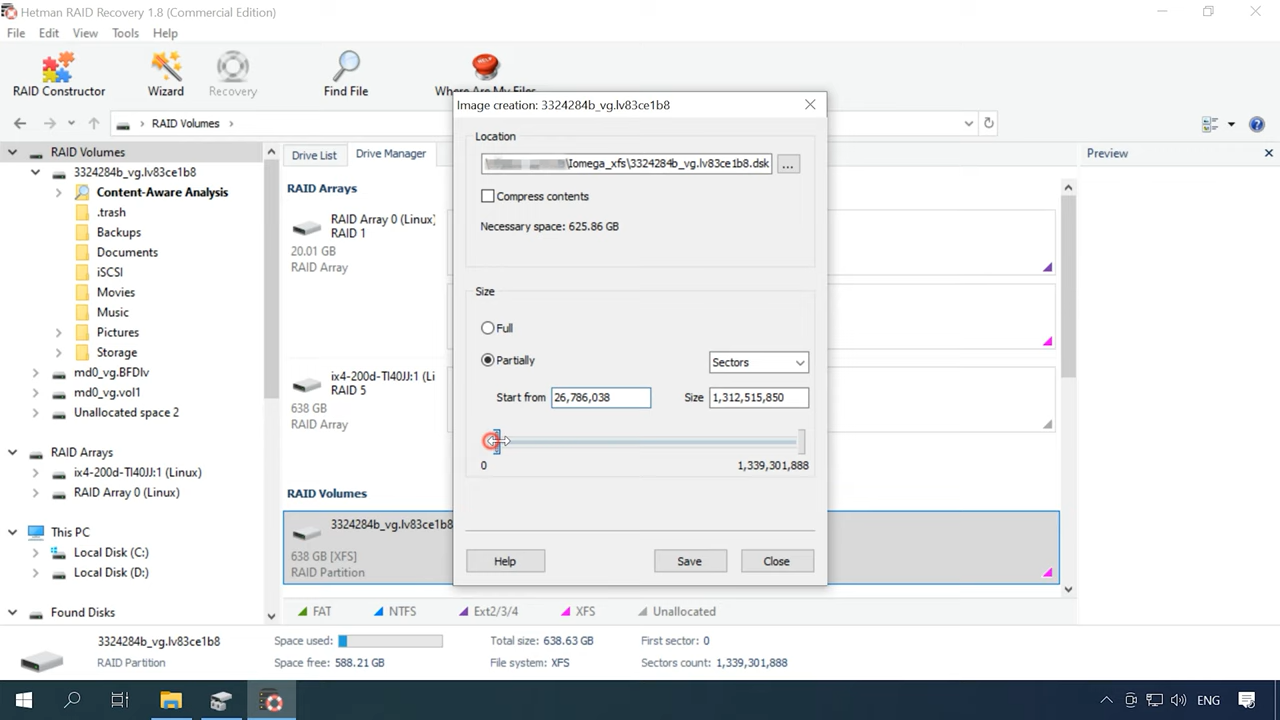 Hetman RAID Recovery 1.8 (Commercial Edition)
File Edit View Tools Help
RAID Constructor
Wizard
Recovery
Find File
Where Are My Files
RAID Volumes
RAID Volumes
3324284b_vg.lv83ce1b8
Content-Aware Analysis
.trash
Backups
Documents
iSCSI
Movies
Music
Pictures
Storage
md0_vg.BFDlv
md0_vg.vol1
Unallocated space 2
RAID Arrays
ix4-200d-TI40JJ:1 (Linux)
RAID Array 0 (Linux)
This PC
Local Disk (C:)
Local Disk (D:)
Found Disks
Drive List
Drive Manager
RAID Arrays
RAID Array 0 (Linux)
RAID 1
20.01 GB
RAID Array
ix4-200d-TI40JJ:1 (Li
RAID 5
638 GB
RAID Array
RAID Volumes
3324284b_vg.lv83ce1b8
638 GB [XFS]
RAID Partition
FAT NTFS Ext2/3/4 XFS Unallocated
Image creation: 3324284b_vg.lv83ce1b8
Location
\Iomega_xfs\3324284b_vg.lv83ce1b8.dsk
...
Compress contents
Necessary space: 625.86 GB
Size
Full
Partially
Sectors
Start from 26,786,038 Size 1,312,515,850
0 1,339,301,888
Help Save Close
Preview
3324284b_vg.lv83ce1b8
RAID Partition
Space used:
Space free: 588.21 GB
Total size: 638.63 GB
File system: XFS
First sector: 0
Sectors count: 1,339,301,888
ENG